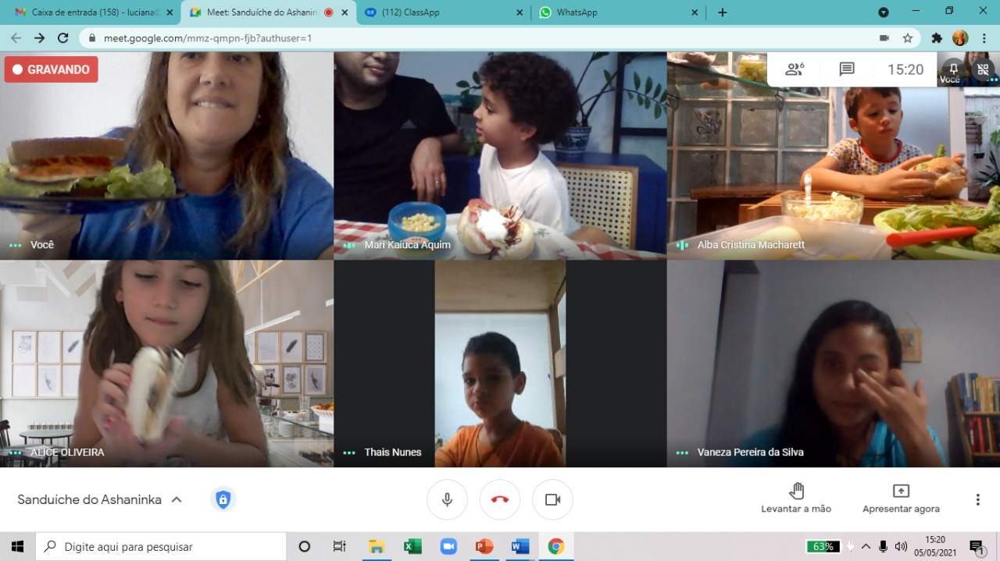 Caixa de entrada (158) - luciana
Meet: Sanduíche do Ashanin
(112) ClassApp
WhatsApp
meet.google.com/mmz-qmpn-fjb?authuser=1
GRAVANDO
6
15:20
Você
Você
Mari Kaiuca Aquim
Alba Cristina Macharett
ALICE OLIVEIRA
Thais Nunes
Vaneza Pereira da Silva
Sanduíche do Ashaninka
Levantar a mão
Apresentar agora
Digite aqui para pesquisar
63%
15:20
05/05/2021
1